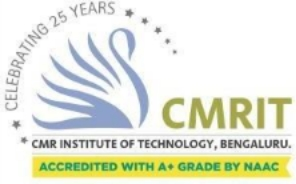 CELEBRATING 25 YEARS
CMRIT
* CMR INSTITUTE OF TECHNOLOGY, BENGALURU.
ACCREDITED WITH A+ GRADE BY NAAC